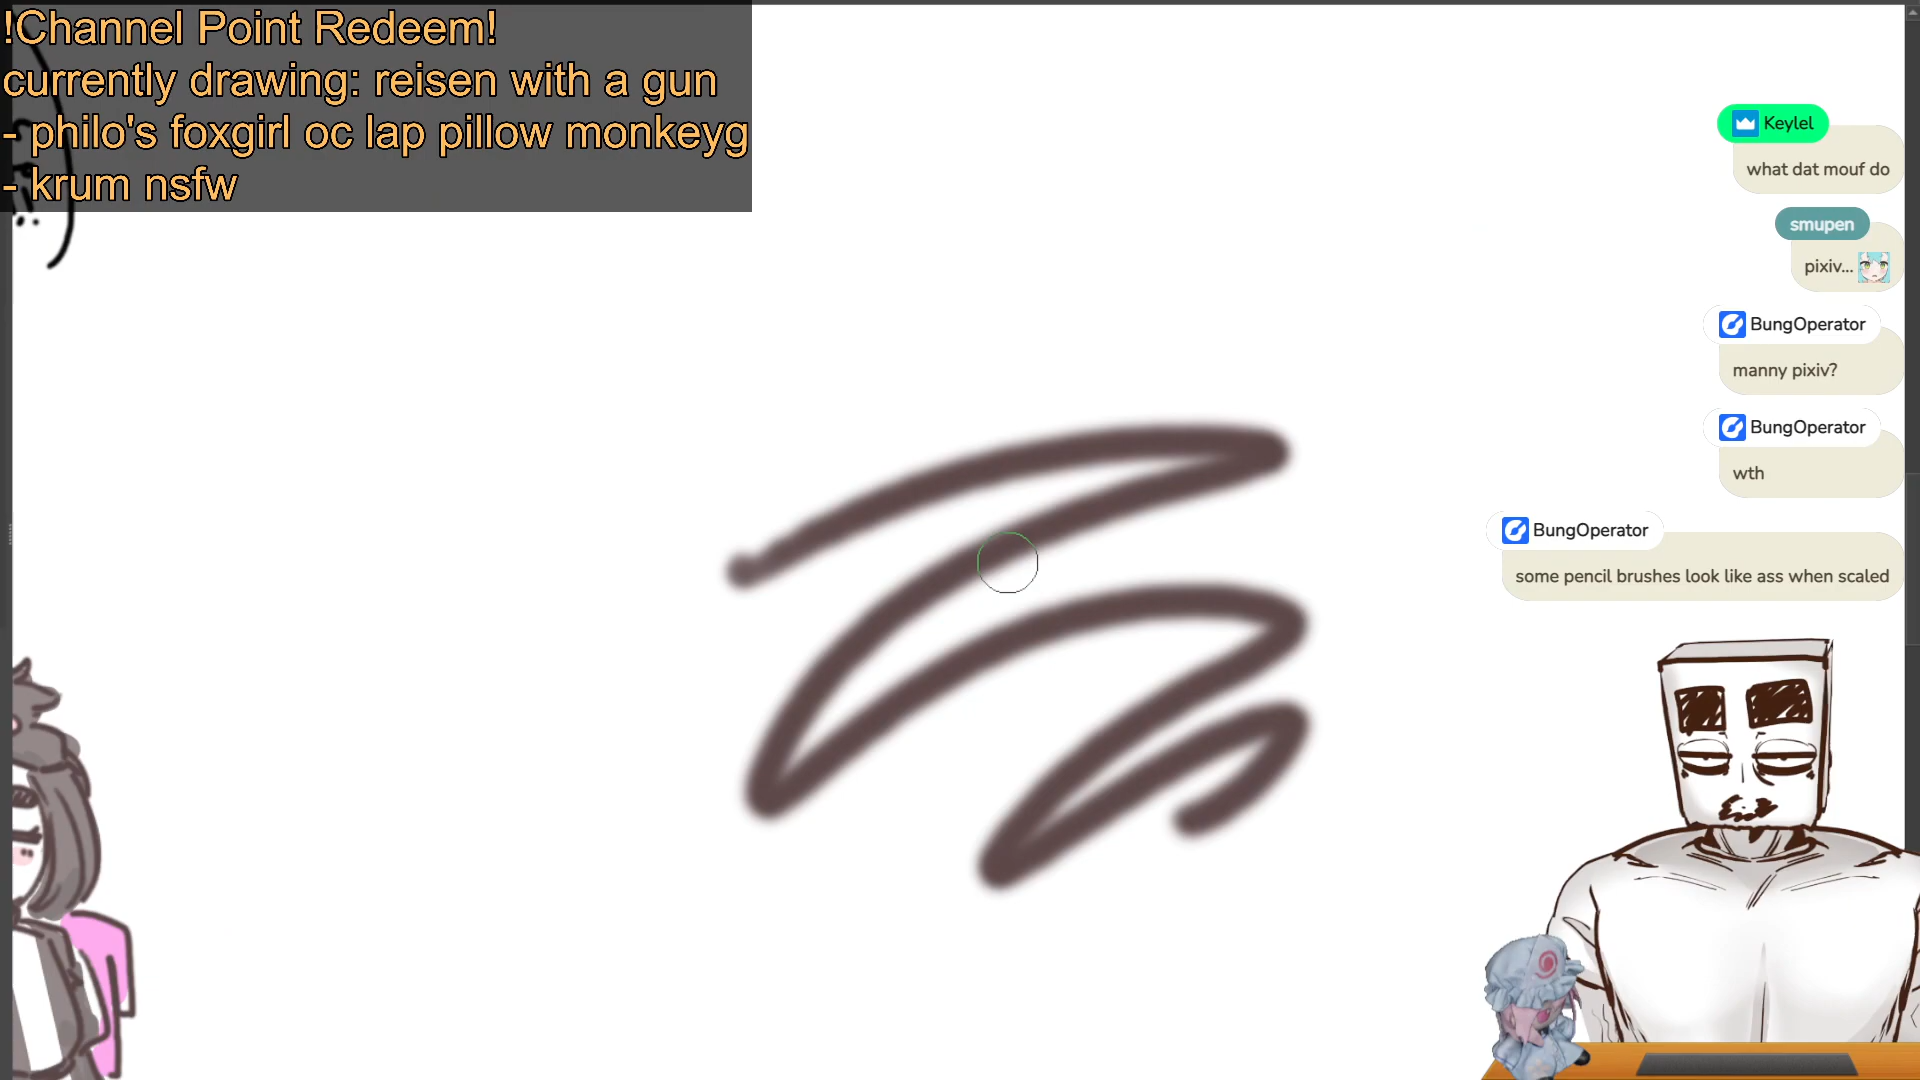 !Channel Point Redeem!
currently drawing: reisen with a gun
- philo's foxgirl oc lap pillow monkeyg
- krum nsfw
Keylel
what dat mouf do
smupen
pixiv...
BungOperator
manny pixiv?
BungOperator
wth
BungOperator
some pencil brushes look like ass when scaled